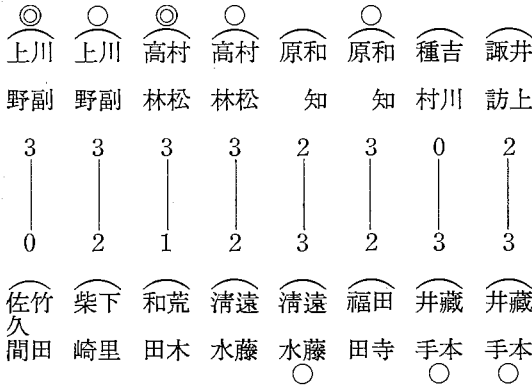 井上
諏訪
2
3
藏本
井手
○
吉川
種村
0
3
藏本
井手
○
○
和知
原
3
2
田寺
福田
和知
原
2
3
遠藤
淸水
○
○
村松
高林
3
2
遠藤
淸水
◎
村松
高林
3
1
荒木
和田
○
川副
上野
3
2
下里
柴崎
◎
川副
上野
3
0
竹田
佐久間